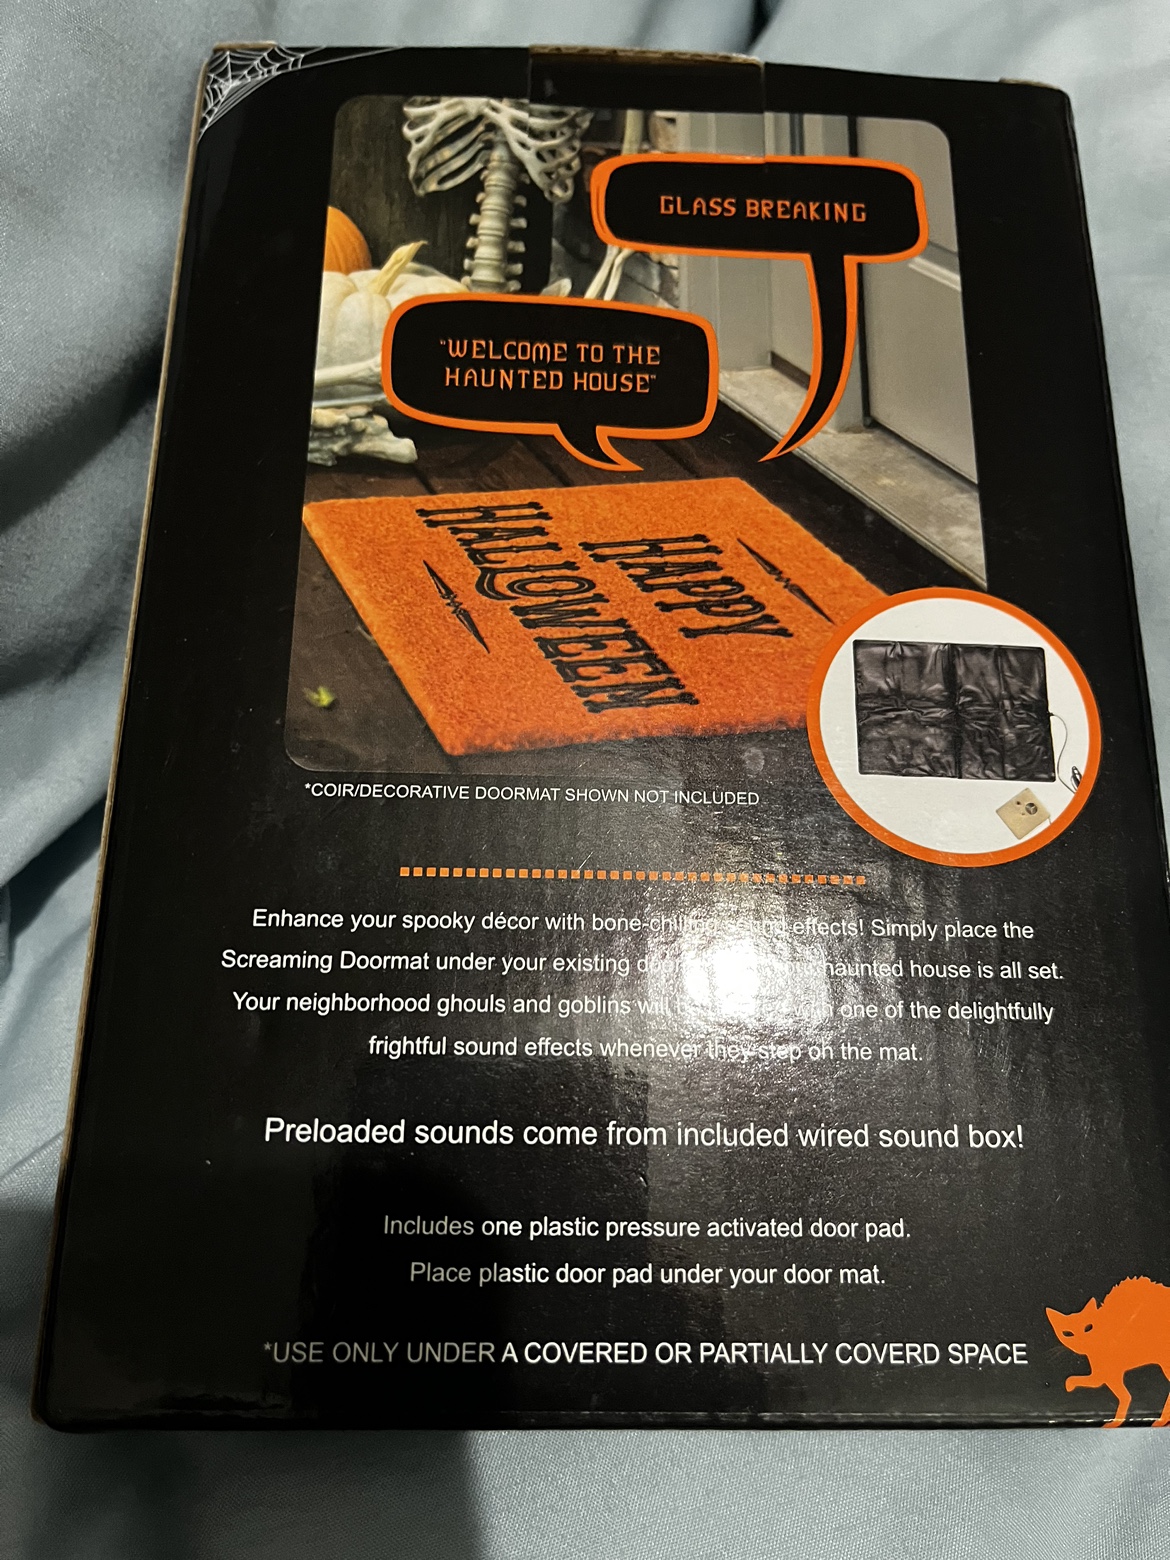 GLASS BREAKING
"WELCOME TO THE
HAUNTED HOUSE"
HAPPY
HALLOWEEN
*COIR/DECORATIVE DOORMAT SHOWN NOT INCLUDED
Enhance your spooky décor with bone-chilling sound effects! Simply place the
Screaming Doormat under your existing haunted house is all set.
Your neighborhood ghouls and goblins will one of the delightfully
frightful sound effects whenever they step on the mat.
Preloaded sounds come from included wired sound box!
Includes one plastic pressure activated door pad.
Place plastic door pad under your door mat.
*USE ONLY UNDER A COVERED OR PARTIALLY COVERD SPACE